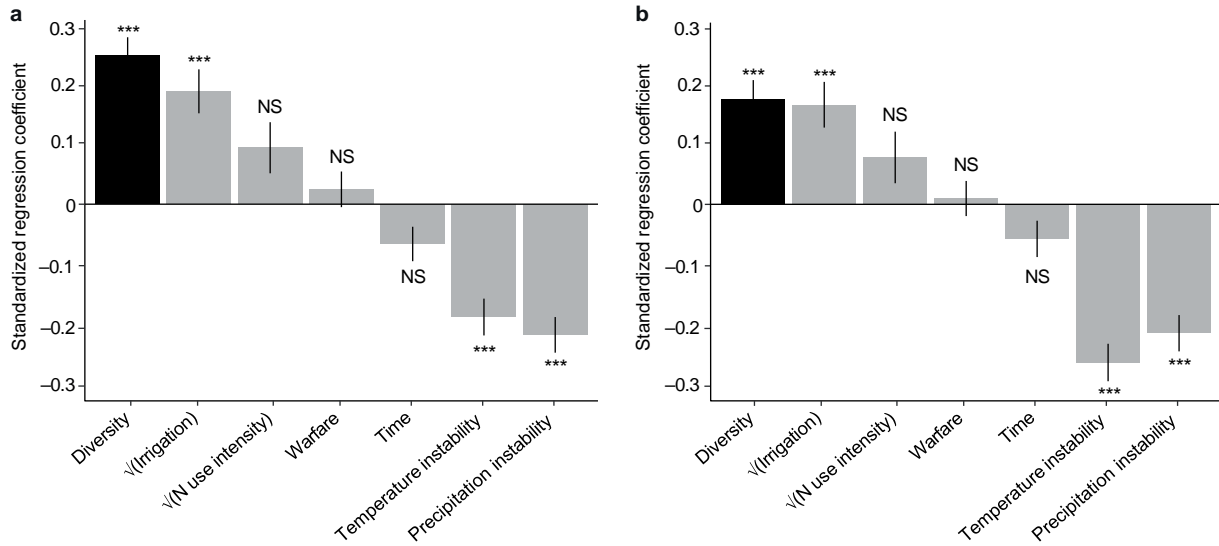 a
Standardized regression coefficient
0.3
0.2
0.1
0
–0.1
–0.2
–0.3
***
***
NS
NS
NS
***
***
Diversity
√(Irrigation)
√(N use intensity)
Warfare
Time
Temperature instability
Precipitation instability
b
Standardized regression coefficient
0.3
0.2
0.1
0
–0.1
–0.2
–0.3
***
***
NS
NS
NS
***
***
Diversity
√(Irrigation)
√(N use intensity)
Warfare
Time
Temperature instability
Precipitation instability